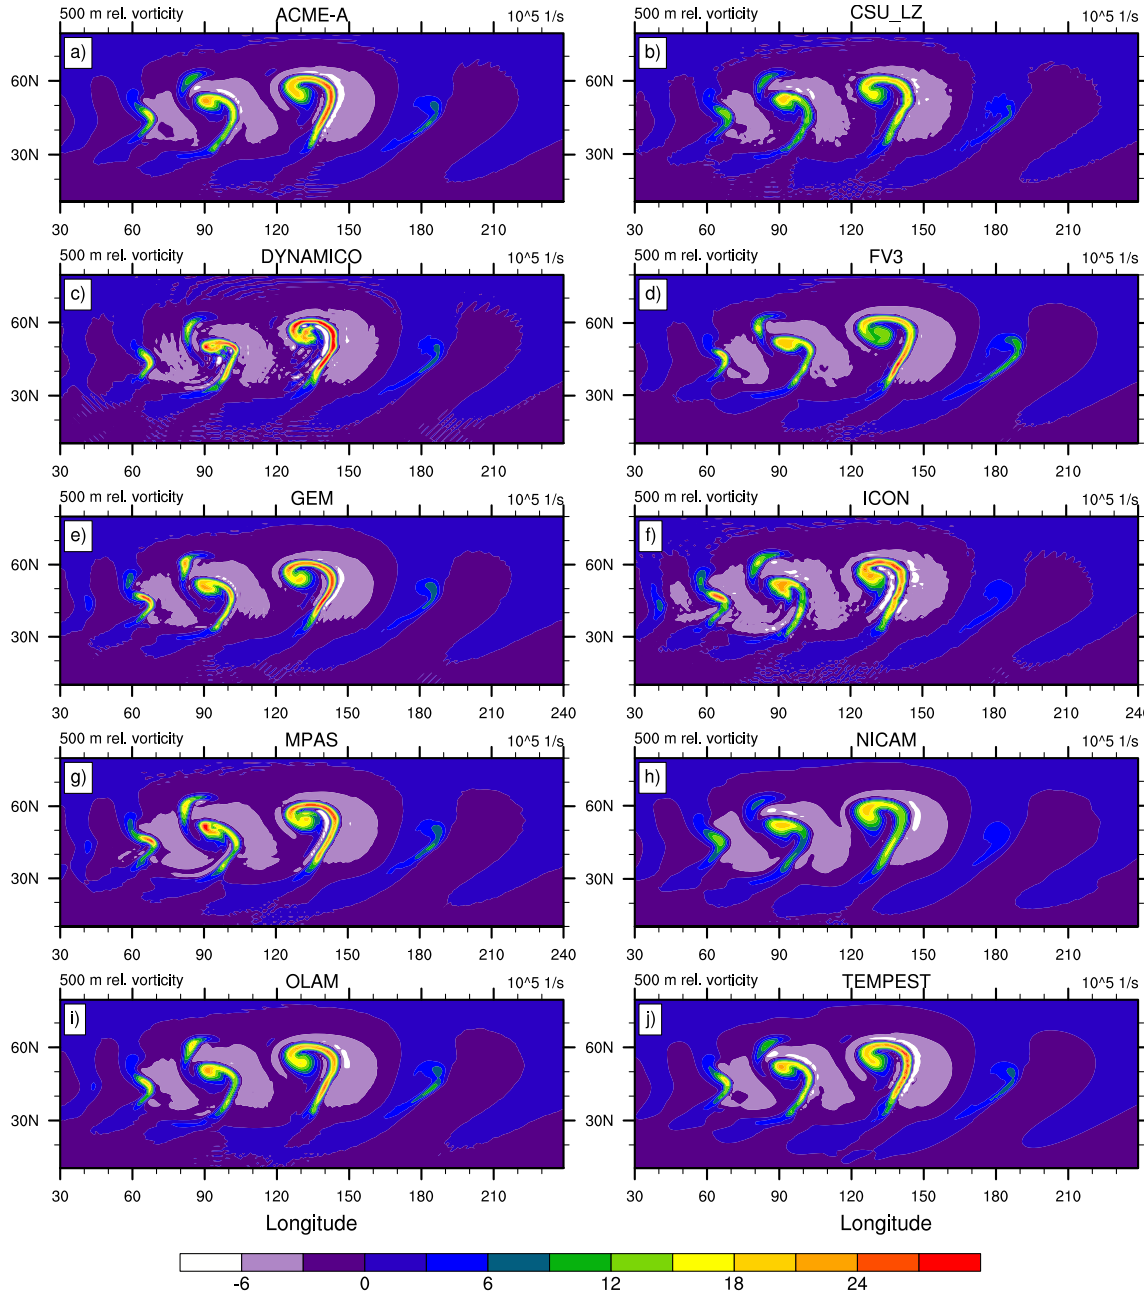 500 m rel. vorticity ACME-A 10^5 1/s
a)
60N
30N
30 60 90 120 150 180 210
500 m rel. vorticity CSU_LZ 10^5 1/s
b)
60N
30N
30 60 90 120 150 180 210
500 m rel. vorticity DYNAMICO 10^5 1/s
c)
60N
30N
30 60 90 120 150 180 210
500 m rel. vorticity FV3 10^5 1/s
d)
60N
30N
30 60 90 120 150 180 210
500 m rel. vorticity GEM 10^5 1/s
e)
60N
30N
30 60 90 120 150 180 210 240
500 m rel. vorticity ICON 10^5 1/s
f)
60N
30N
30 60 90 120 150 180 210 240
500 m rel. vorticity MPAS 10^5 1/s
g)
60N
30N
30 60 90 120 150 180 210 240
500 m rel. vorticity NICAM 10^5 1/s
h)
60N
30N
30 60 90 120 150 180 210
500 m rel. vorticity OLAM 10^5 1/s
i)
60N
30N
30 60 90 120 150 180 210
Longitude
500 m rel. vorticity TEMPEST 10^5 1/s
j)
60N
30N
30 60 90 120 150 180 210
Longitude
-6 0 6 12 18 24